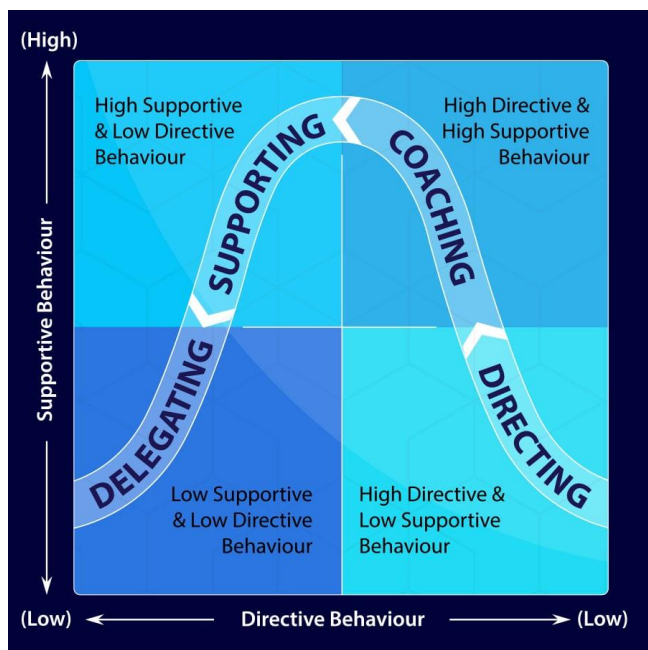 (High)
High Supportive
& Low Directive
Behaviour
High Directive &
High Supportive
Behaviour
SUPPORTING
COACHING
Supportive Behaviour
DELEGATING
DIRECTING
Low Supportive
& Low Directive
Behaviour
High Directive &
Low Supportive
Behaviour
(Low)
Directive Behaviour
(Low)